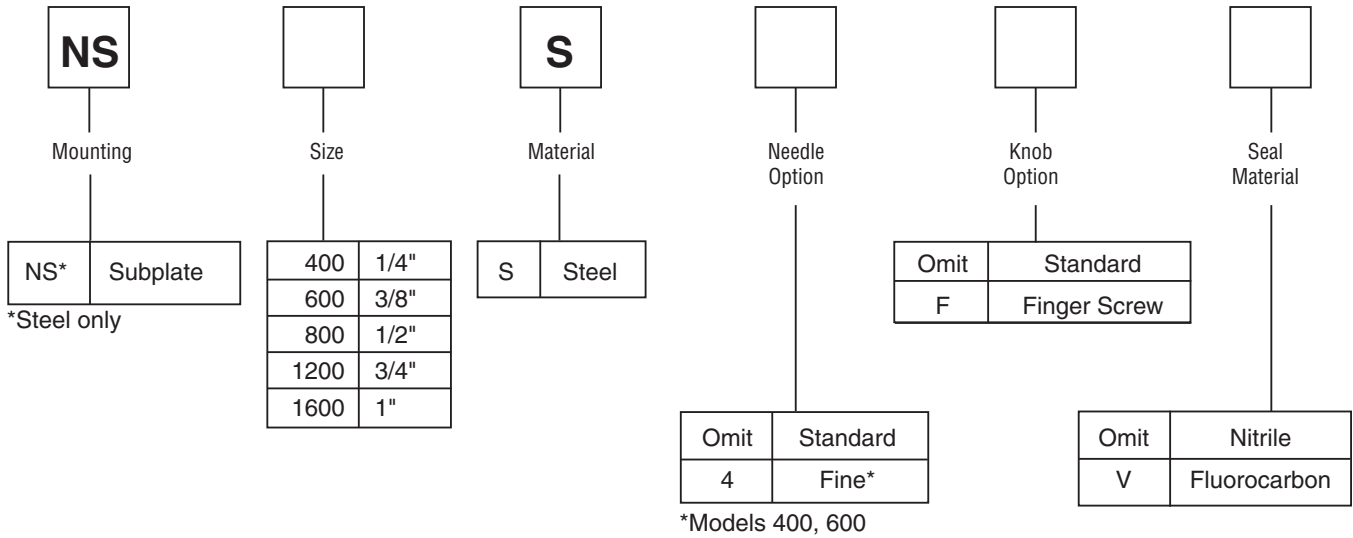 NS
S
Mounting
Size
Material
Needle
Option
Knob
Option
Seal
Material
NS* Subplate
*Steel only
400 1/4"
600 3/8"
800 1/2"
1200 3/4"
1600 1"
S Steel
Omit Standard
4 Fine*
*Models 400, 600
Omit Standard
F Finger Screw
Omit Nitrile
V Fluorocarbon